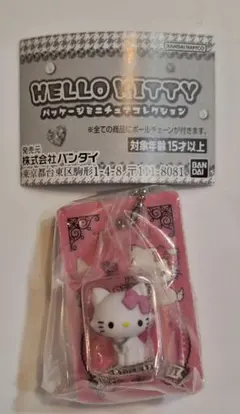 BANDAI NAMCO
HELLO KITTY
パッケージミニチュアコレクション
※全ての商品にボールチェーンが付きます。
対象年齢15才以上
発売元
株式会社バンダイ
東京都台東区駒形1-4-8 〒111-8081
BAN
DAI